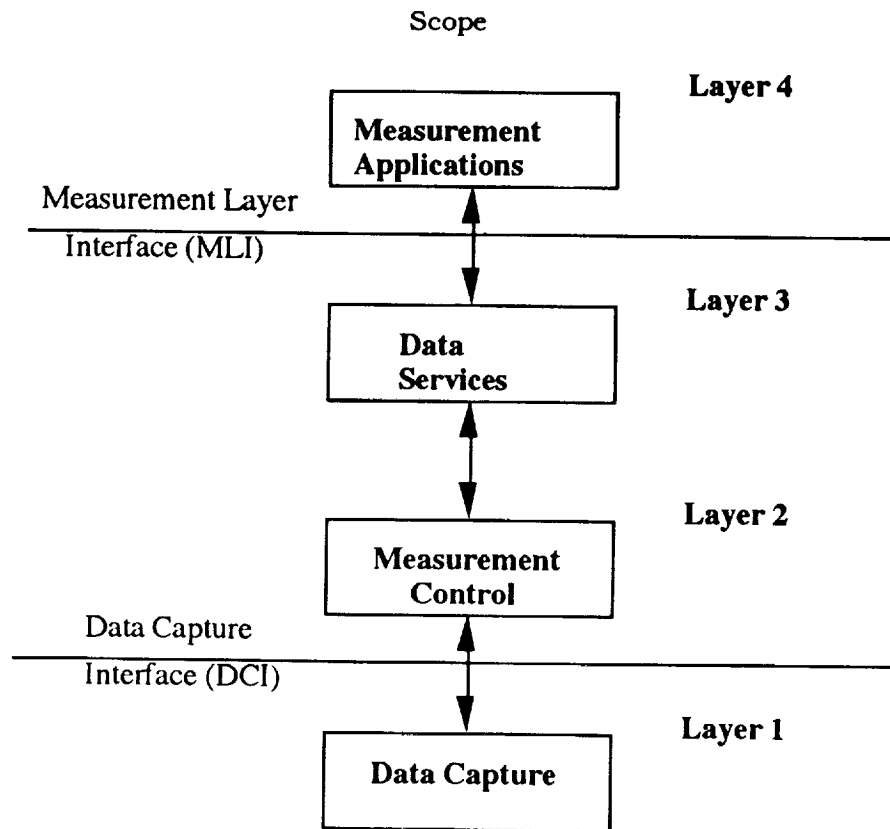 Scope
Layer 4
Measurement
Applications
Measurement Layer
Interface (MLI)
Layer 3
Data
Services
Layer 2
Measurement
Control
Data Capture
Interface (DCI)
Layer 1
Data Capture